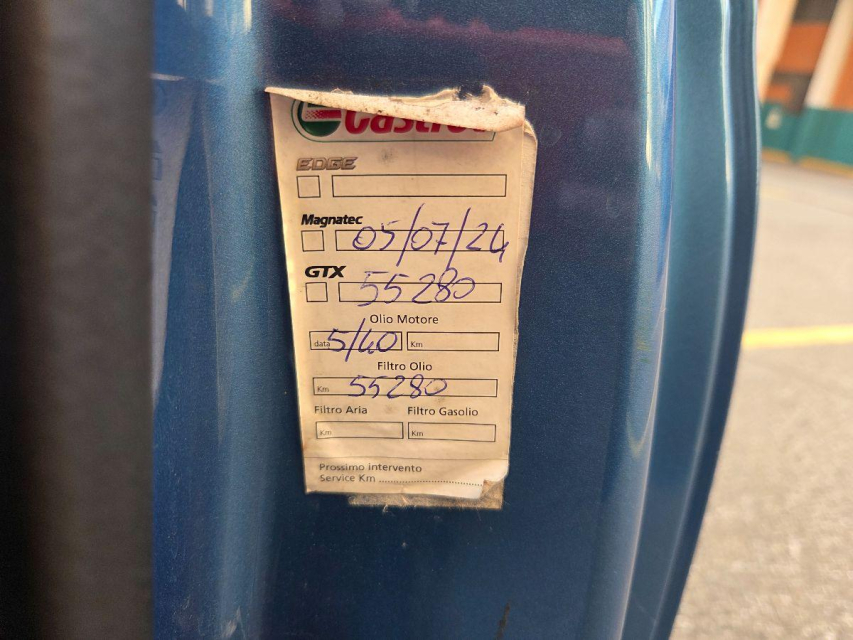 Castrol
EDGE
Magnatec
05/07/24
GTX
55280
Olio Motore
data 5/40 Km
Filtro Olio
Km 55280
Filtro Aria Filtro Gasolio
Km Km
Prossimo intervento
Service Km